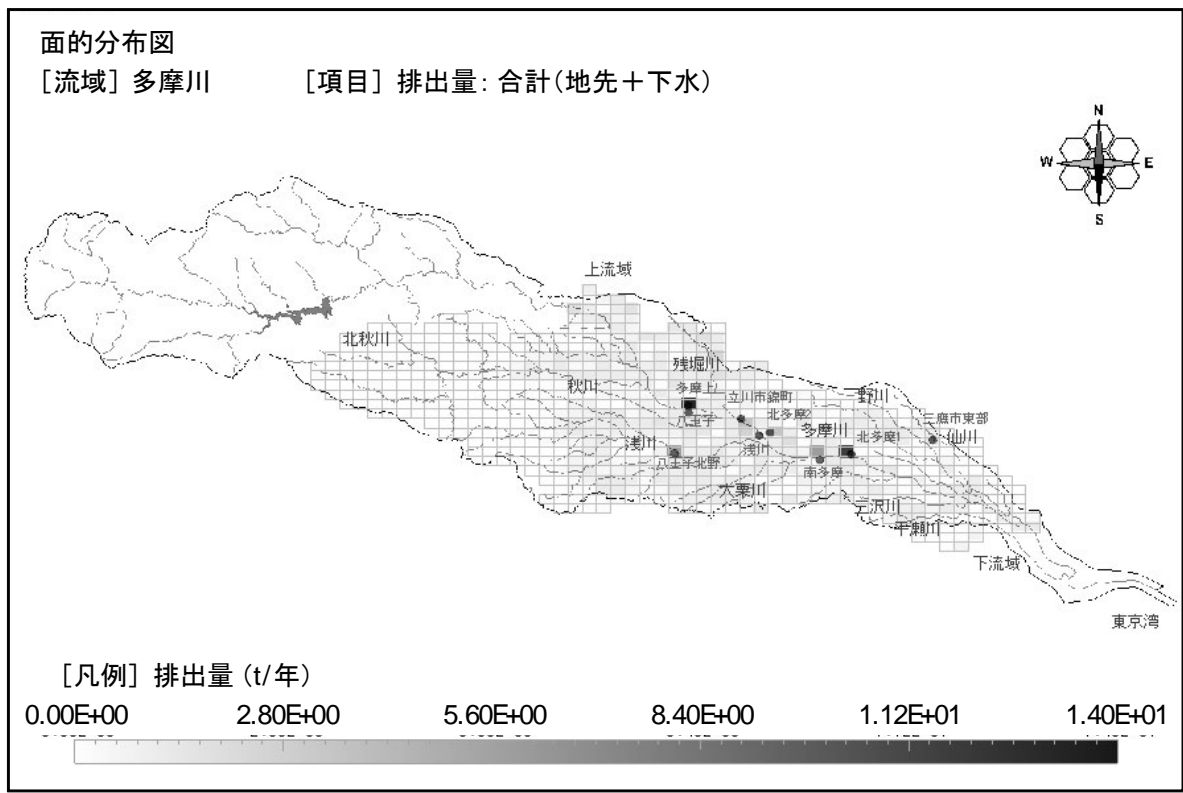 面的分布図
［流域］多摩川　［項目］排出量：合計（地先＋下水）
N
W E
S
上流域
北秋川
残堀川
秋川
多摩上
立川市錦町
野川
八王子
北多摩2
三鷹市東部
多摩川
北多摩1
仙川
浅川
浅川
八王子北野
南多摩
大栗川
三沢川
平瀬川
下流域
東京湾
［凡例］排出量 (t/年)
0.00E+00 2.80E+00 5.60E+00 8.40E+00 1.12E+01 1.40E+01